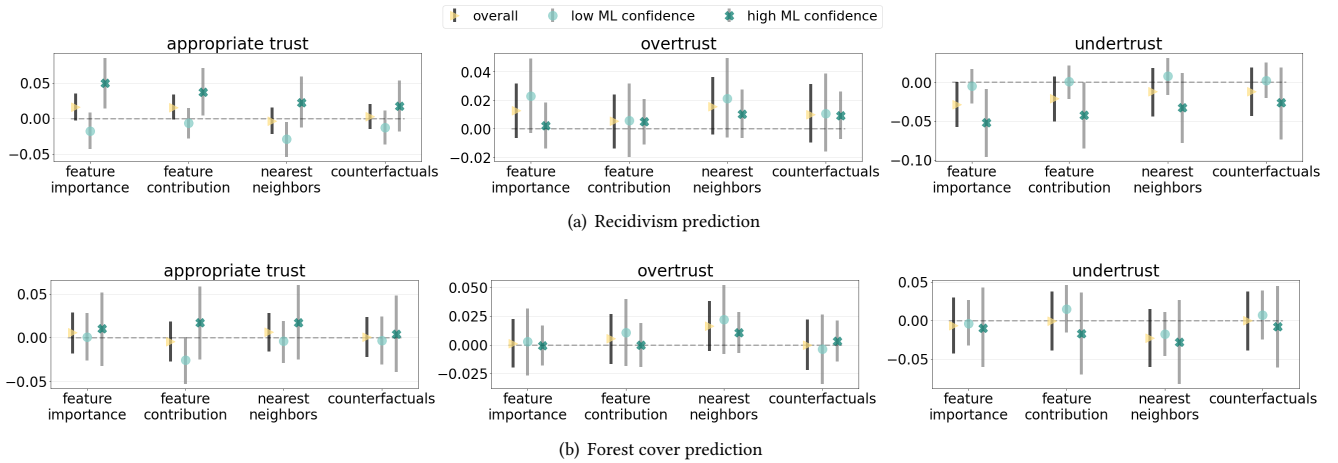 overall low ML confidence high ML confidence
appropriate trust overtrust undertrust
0.05 0.04 0.00
0.02
0.00 −0.05
0.00
−0.05 −0.02 −0.10
feature feature nearest counterfactuals feature feature nearest counterfactuals feature feature nearest counterfactuals
importance contribution neighbors importance contribution neighbors importance contribution neighbors
(a) Recidivism prediction
appropriate trust overtrust undertrust
0.05 0.050 0.05
0.025 0.00
0.00 0.000
−0.05
−0.05 −0.025
feature feature nearest counterfactuals feature feature nearest counterfactuals feature feature nearest counterfactuals
importance contribution neighbors importance contribution neighbors importance contribution neighbors
(b) Forest cover prediction